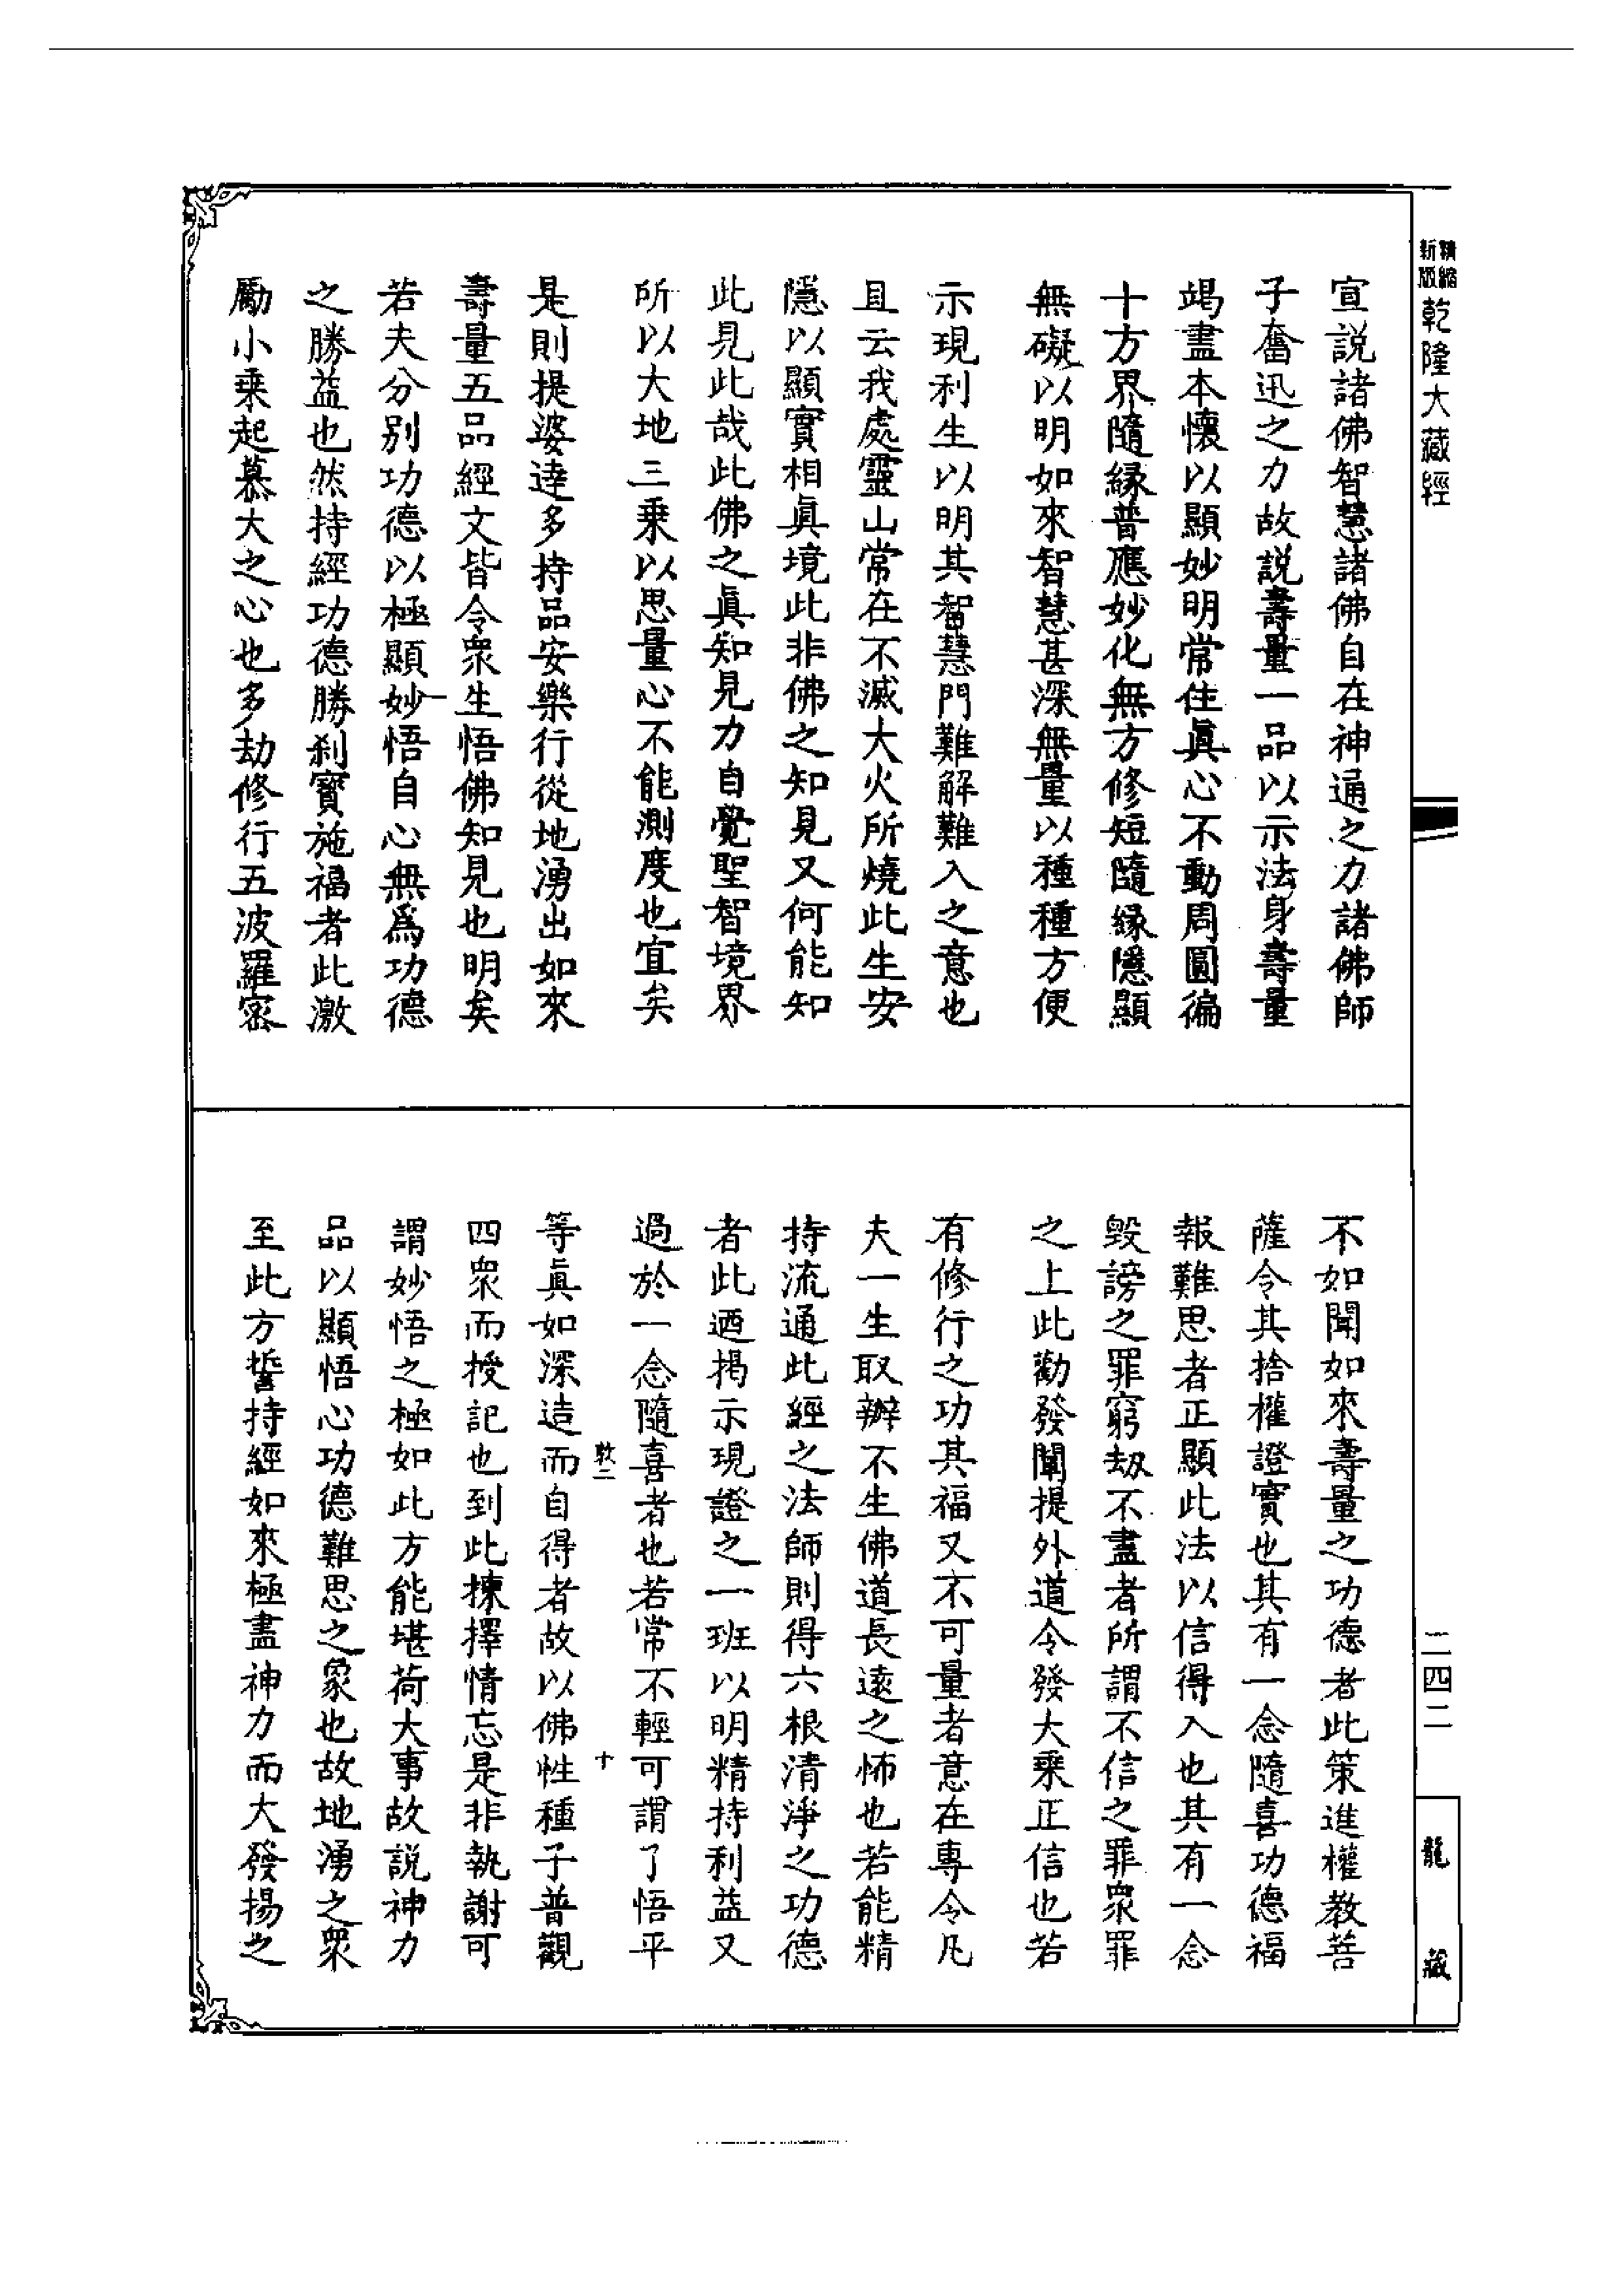 精縮
新版
乾隆大藏經
宣説諸佛智慧諸佛自在神通之力諸佛師
子奮迅之力故説壽量一品以示法身壽量
竭盡本懷以顯妙明常住眞心不動周圓徧
十方界隨縁普應妙化無方修短隨縁隱顯
無礙以明如來智慧甚深無量以種種方便
示現利生以明其智慧門難解難入之意也
且云我處靈山常在不滅大火所燒此生安
隱以顯實相眞境此非佛之知見又何能知
此見此哉此佛之眞知見力自覺聖智境界
所以大地三乗以思量心不能測度也宜矣
是則提婆逹多持品安樂行從地湧出如來
壽量五品經文皆令衆生悟佛知見也明矣
若夫分别功德以極顯妙悟自心無爲功德
之勝益也然持經功德勝刹寳施福者此激
勵小乗起慕大之心也多劫修行五波羅密
不如聞如來壽量之功德者此策進權教菩
薩令其捨權證實也其有一念隨喜功德福
報難思者正顯此法以信得入也其有一念
毀謗之罪窮劫不盡者所謂不信之罪衆罪
之上此勸發闡提外道令發大乗正信也若
有修行之功其福又不可量者意在專令凡
夫一生取辦不生佛道長逺之怖也若能精
持流通此經之法師則得六根清淨之功德
者此迺揭示現證之一班以明精持利益又
過於一念隨喜者也若常不輕可謂了悟平
敦二
十
等眞如深造而自得者故以佛性種子普觀
四衆而授記也到此揀擇情忘是非執謝可
謂妙悟之極如此方能堪荷大事故説神力
品以顯悟心功德難思之象也故地湧之衆
至此方誓持經如來極盡神力而大發揚之
二四二
龍藏